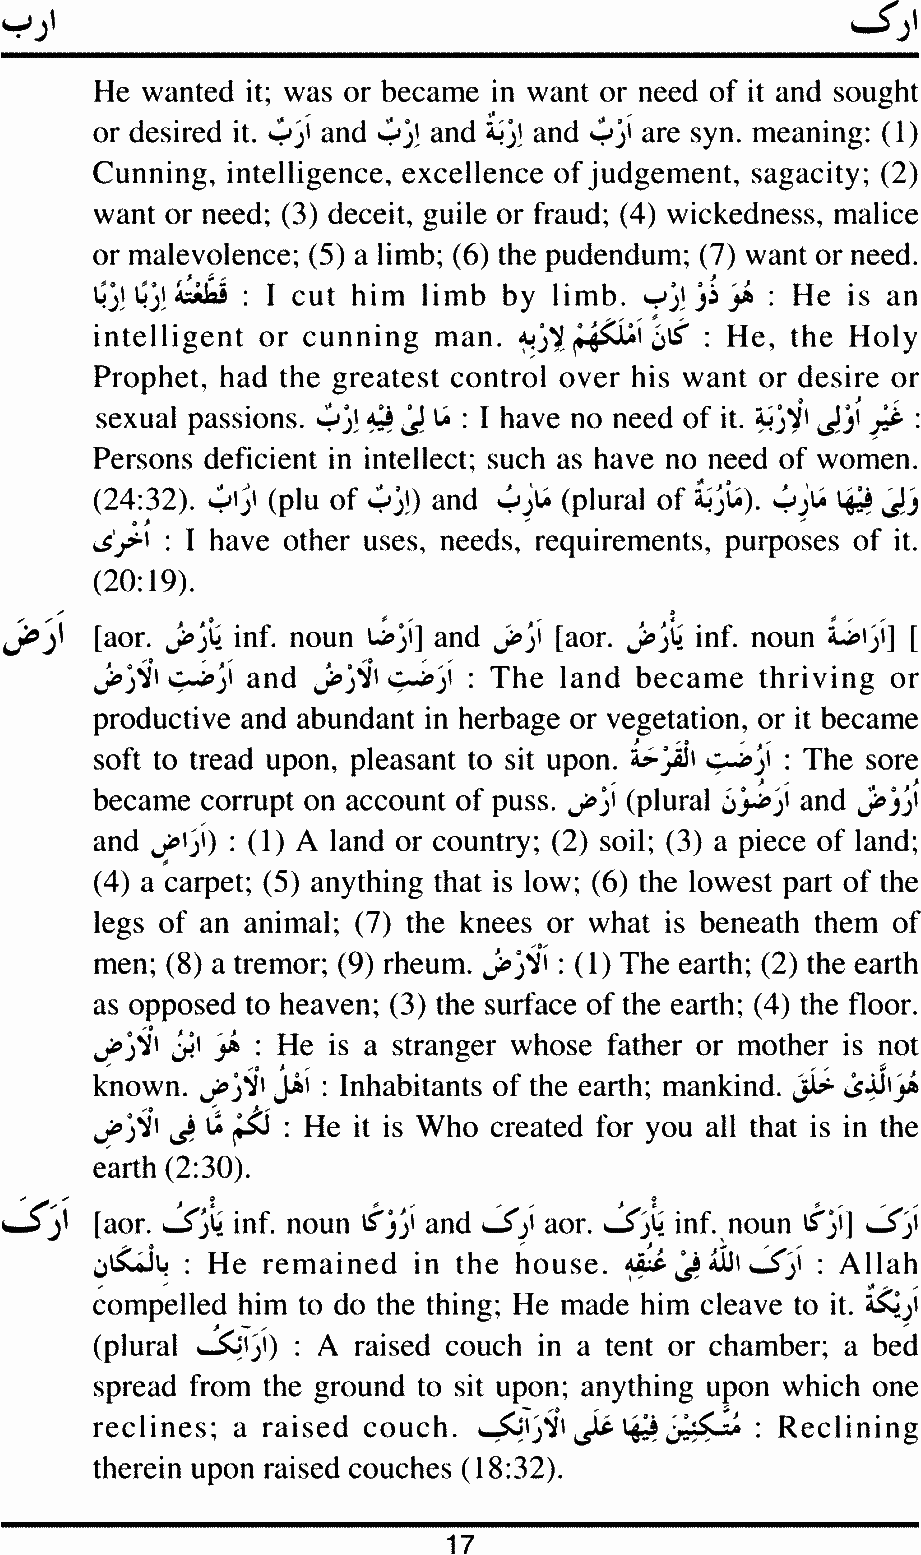 ارب ارک
He wanted it; was or became in want or need of it and sought
or desired it. اَرَبٌ and اِرْبٌ and اِرْبَةٌ and اَرْبٌ are syn. meaning: (1)
Cunning, intelligence, excellence of judgement, sagacity; (2)
want or need; (3) deceit, guile or fraud; (4) wickedness, malice
or malevolence; (5) a limb; (6) the pudendum; (7) want or need.
قَطَّعْتُهٗ اِرْبًا اِرْبًا : I cut him limb by limb. هُوَ ذُوْ اِرْبٍ : He is an
intelligent or cunning man. كَانَ اَمْلَكَهُمْ لِاِرْبِهٖ : He, the Holy
Prophet, had the greatest control over his want or desire or
sexual passions. مَا لِیْ فِیْهِ اِرْبٌ : I have no need of it. غَیْرِ اُوْلِی الْاِرْبَةِ :
Persons deficient in intellect; such as have no need of women.
(24:32). اٰرَابٌ (plu of اِرْبٌ) and مَاٰرِبُ (plural of مَاْرُبَةٌ). وَلِیَ فِیْهَا مَاٰرِبُ
اُخْرٰی : I have other uses, needs, requirements, purposes of it.
(20:19).
اَرَضَ [aor. یَاْرُضُ inf. noun اَرْضًا] and اَرُضَ [aor. یَاْرُضُ inf. noun اَرَاضَةً] [
اَرُضَتِ الْاَرْضُ and اَرَضَتِ الْاَرْضُ : The land became thriving or
productive and abundant in herbage or vegetation, or it became
soft to tread upon, pleasant to sit upon. اَرُضَتِ الْقَرْحَةُ : The sore
became corrupt on account of puss. اَرْضٌ (plural اَرَضُوْنَ and اُرُوْضٌ
and اَرَاضٍ) : (1) A land or country; (2) soil; (3) a piece of land;
(4) a carpet; (5) anything that is low; (6) the lowest part of the
legs of an animal; (7) the knees or what is beneath them of
men; (8) a tremor; (9) rheum. اَلْاَرْضُ : (1) The earth; (2) the earth
as opposed to heaven; (3) the surface of the earth; (4) the floor.
هُوَ ابْنُ الْاَرْضِ : He is a stranger whose father or mother is not
known. اَهْلُ الْاَرْضِ : Inhabitants of the earth; mankind. هُوَ الَّذِیْ خَلَقَ
لَكُمْ مَّا فِی الْاَرْضِ : He it is Who created for you all that is in the
earth (2:30).
اَرَکَ [aor. یَاْرُکُ inf. noun اُرُوْكًا and اَرِکَ aor. یَاْرَکُ inf. noun اَرَكًا] اَرَکَ
بِالْمَكَانِ : He remained in the house. اَرَکَ اللّٰهُ فِیْ عُنُقِهٖ : Allah
compelled him to do the thing; He made him cleave to it. اَرِیْكَةٌ
(plural اَرَآئِکُ) : A raised couch in a tent or chamber; a bed
spread from the ground to sit upon; anything upon which one
reclines; a raised couch. مُتَّكِئِیْنَ فِیْهَا عَلَی الْاَرَآئِکِ : Reclining
therein upon raised couches (18:32).
17